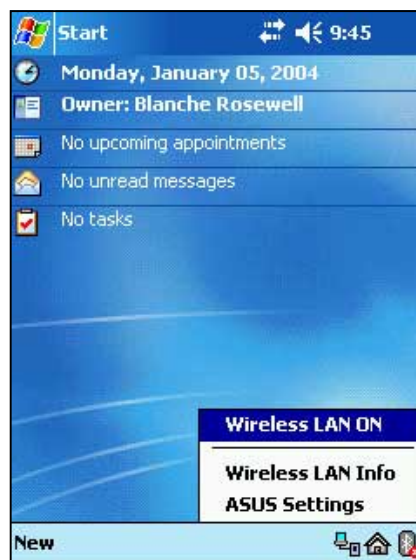 Start 9:45
Monday, January 05, 2004
Owner: Blanche Rosewell
No upcoming appointments
No unread messages
No tasks
Wireless LAN ON
Wireless LAN Info
ASUS Settings
New